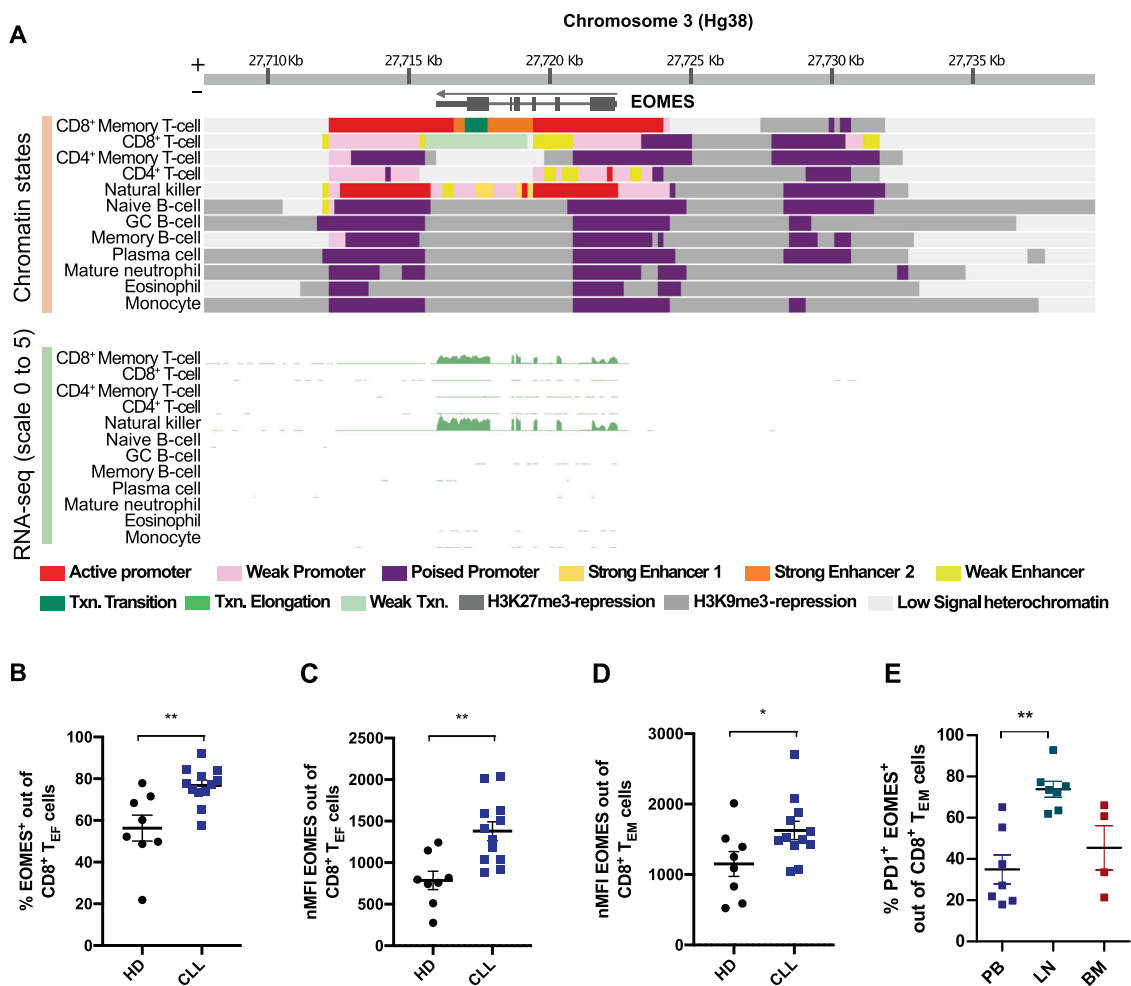 Chromosome 3 (Hg38)
A
27,710 Kb 27,715 Kb 27,720 Kb 27,725 Kb 27,730 Kb 27,735 Kb
+
−
EOMES
Chromatin states
CD8+ Memory T-cell
CD8+ T-cell
CD4+ Memory T-cell
CD4+ T-cell
Natural killer
Naive B-cell
GC B-cell
Memory B-cell
Plasma cell
Mature neutrophil
Eosinophil
Monocyte
RNA-seq (scale 0 to 5)
CD8+ Memory T-cell
CD8+ T-cell
CD4+ Memory T-cell
CD4+ T-cell
Natural killer
Naive B-cell
GC B-cell
Memory B-cell
Plasma cell
Mature neutrophil
Eosinophil
Monocyte
Active promoter Weak Promoter Poised Promoter Strong Enhancer 1 Strong Enhancer 2 Weak Enhancer
Txn. Transition Txn. Elongation Weak Txn. H3K27me3-repression H3K9me3-repression Low Signal heterochromatin
B
% EOMES+ out of
CD8+ TEF cells
100
80
60
40
20
0
**
HD CLL
C
nMFI EOMES out of
CD8+ TEF cells
2500
2000
1500
1000
500
0
**
HD CLL
D
nMFI EOMES out of
CD8+ TEM cells
3000
2000
1000
0
*
HD CLL
E
% PD1+ EOMES+
out of CD8+ TEM cells
100
80
60
40
20
0
**
PB LN BM